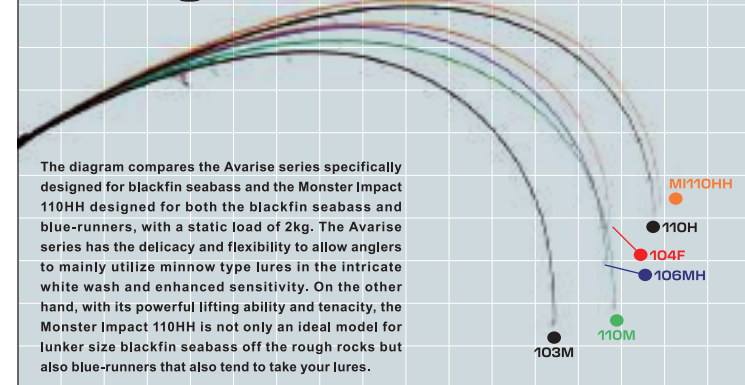 The diagram compares the Avarise series specifically
designed for blackfin seabass and the Monster Impact
110HH designed for both the blackfin seabass and
blue-runners, with a static load of 2kg. The Avarise
series has the delicacy and flexibility to allow anglers
to mainly utilize minnow type lures in the intricate
white wash and enhanced sensitivity. On the other
hand, with its powerful lifting ability and tenacity, the
Monster Impact 110HH is not only an ideal model for
lunker size blackfin seabass off the rough rocks but
also blue-runners that also tend to take your lures.
MI110HH
110H
104F
106MH
110M
103M